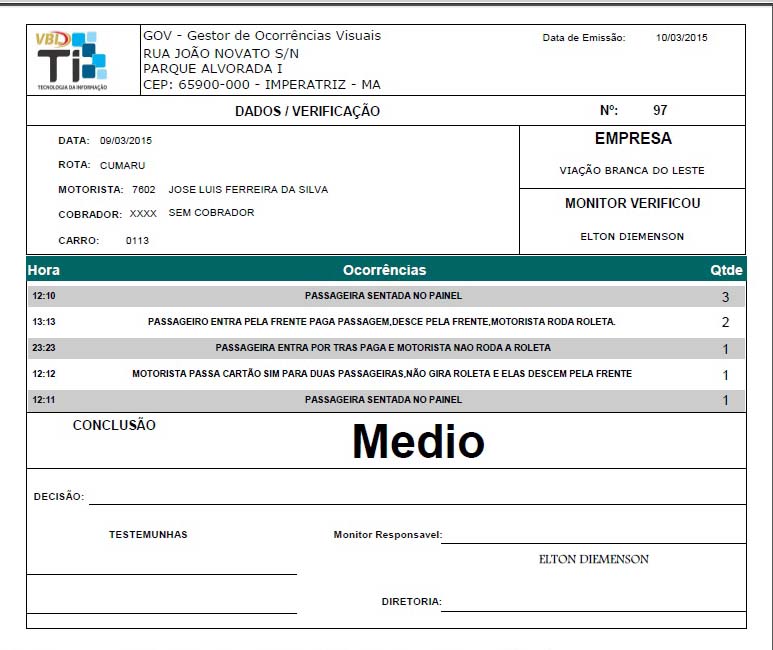 VBD
Ti
TECNOLOGIA DA INFORMAÇÃO
GOV - Gestor de Ocorrências Visuais
RUA JOÃO NOVATO S/N
PARQUE ALVORADA I
CEP: 65900-000 - IMPERATRIZ - MA
Data de Emissão: 10/03/2015
DADOS / VERIFICAÇÃO Nº: 97
DATA: 09/03/2015
ROTA: CUMARU
MOTORISTA: 7602 JOSE LUIS FERREIRA DA SILVA
COBRADOR: XXXX SEM COBRADOR
CARRO: 0113
EMPRESA
VIAÇÃO BRANCA DO LESTE
MONITOR VERIFICOU
ELTON DIEMENSON
Hora Ocorrências Qtde
12:10 PASSAGEIRA SENTADA NO PAINEL 3
13:13 PASSAGEIRO ENTRA PELA FRENTE PAGA PASSAGEM,DESCE PELA FRENTE,MOTORISTA RODA ROLETA. 2
23:23 PASSAGEIRA ENTRA POR TRAS PAGA E MOTORISTA NAO RODA A ROLETA 1
12:12 MOTORISTA PASSA CARTÃO SIM PARA DUAS PASSAGEIRAS,NÃO GIRA ROLETA E ELAS DESCEM PELA FRENTE 1
12:11 PASSAGEIRA SENTADA NO PAINEL 1
CONCLUSÃO Medio
DECISÃO:
TESTEMUNHAS Monitor Responsavel:
ELTON DIEMENSON
DIRETORIA: